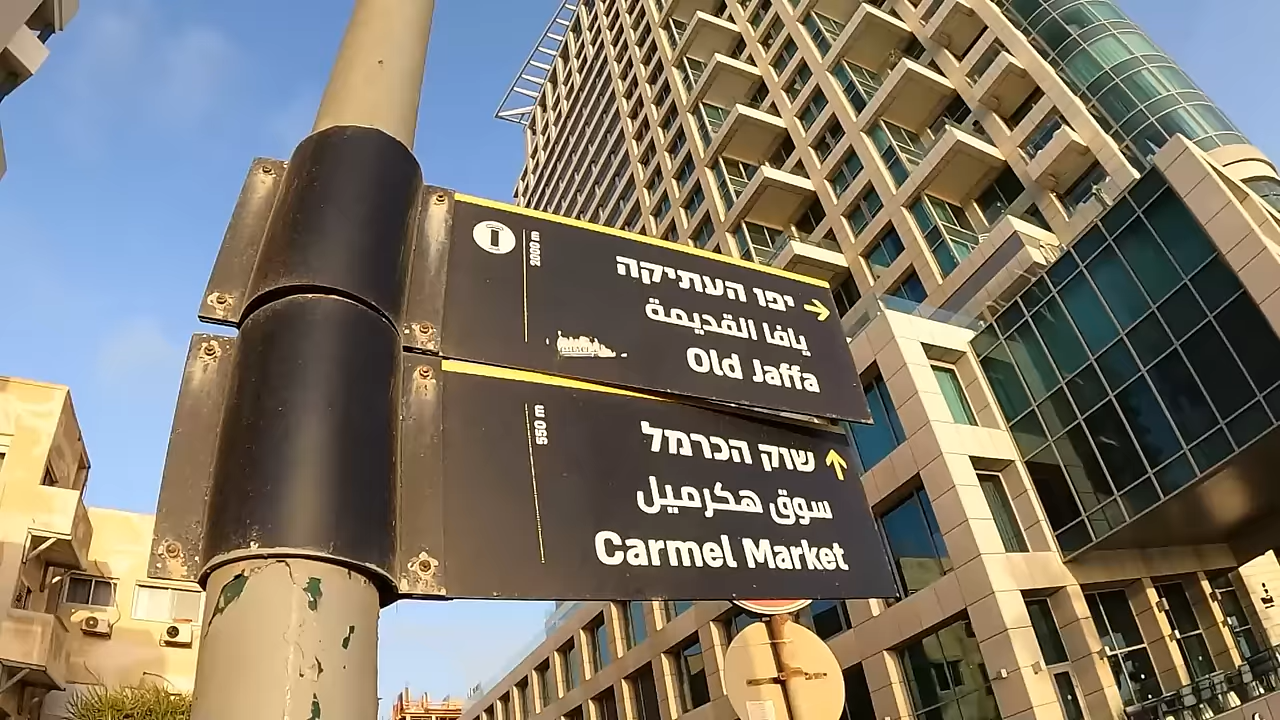 2000 m
יפו העתיקה
يافا القديمة
Old Jaffa
550 m
שוק הכרמל
سوق هكرميل
Carmel Market